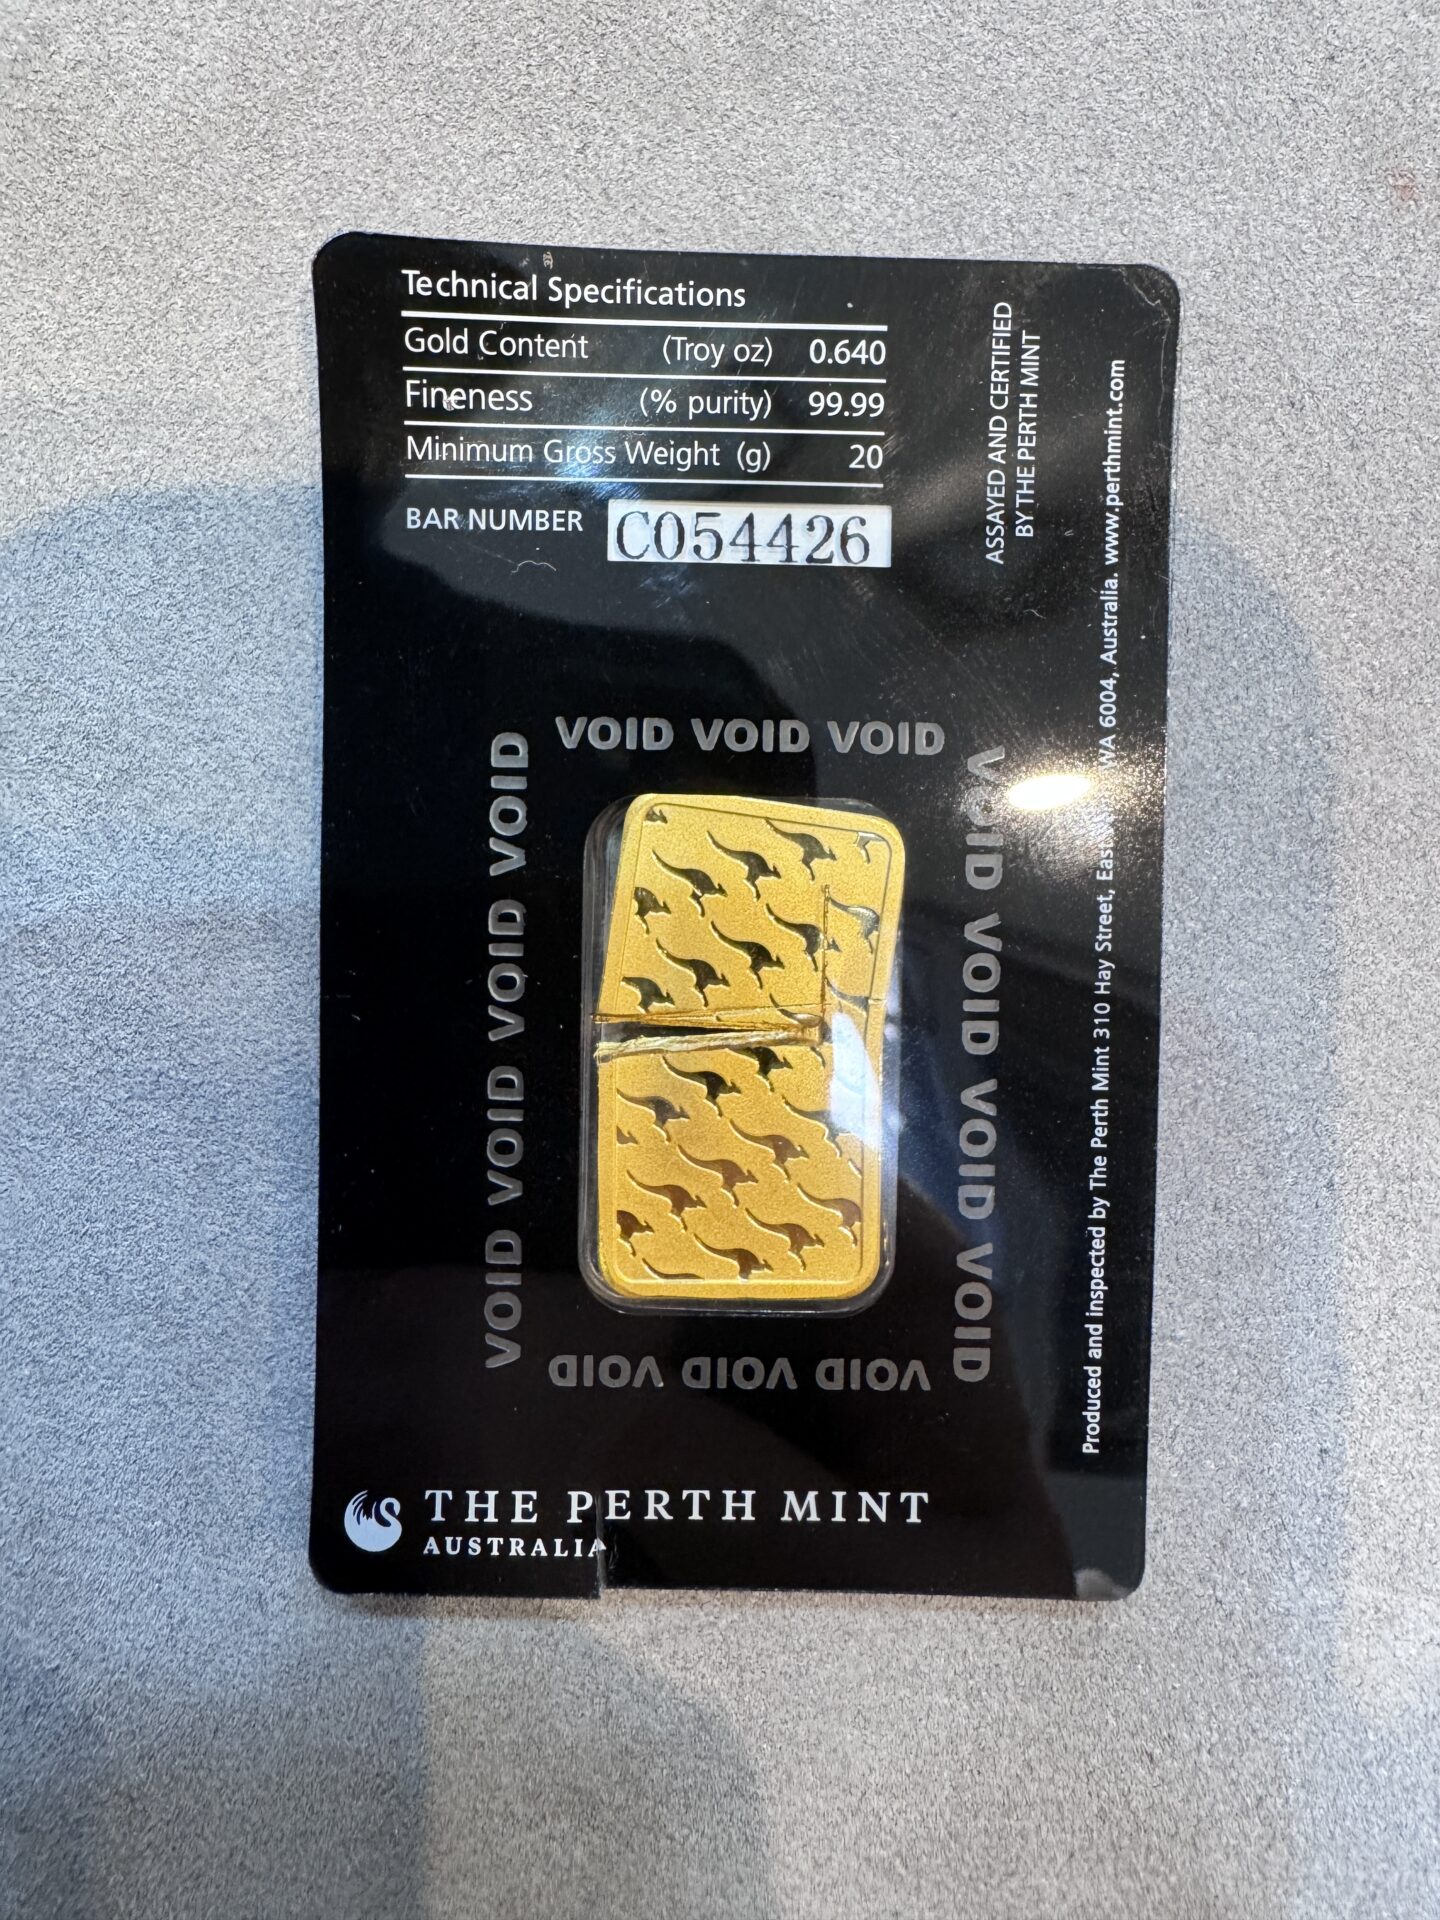 Technical Specifications
Gold Content (Troy oz) 0.640
Fineness (% purity) 99.99
Minimum Gross Weight (g) 20
BAR NUMBER C054426
ASSAYED AND CERTIFIED
BY THE PERTH MINT
VOID VOID VOID
VOID VOID VOID VOID
VOID VOID VOID VOID
VOID VOID VOID
Produced and inspected by The Perth Mint 310 Hay Street, East WA 6004, Australia. www.perthmint.com
THE PERTH MINT
AUSTRALIA